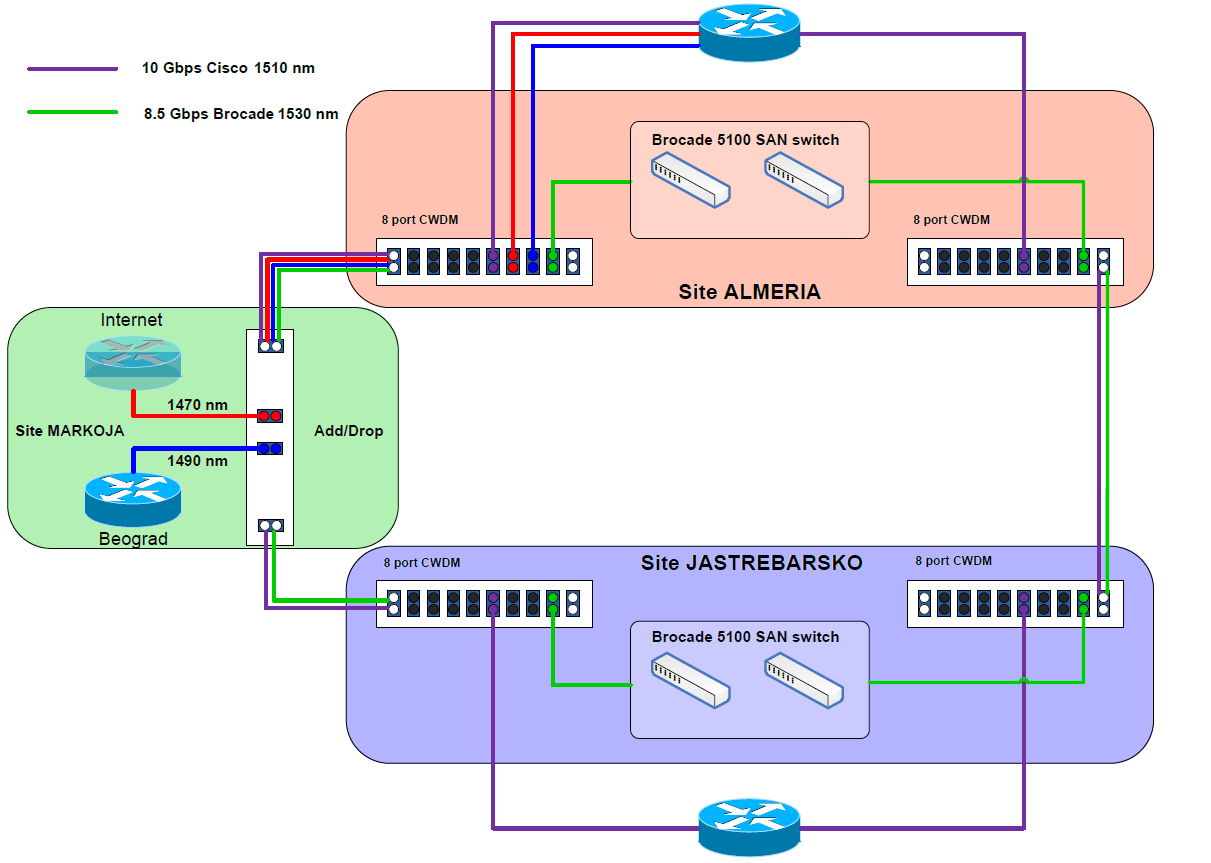 10 Gbps Cisco 1510 nm
8.5 Gbps Brocade 1530 nm
Brocade 5100 SAN switch
8 port CWDM
8 port CWDM
Site ALMERIA
Internet
1470 nm
Site MARKOJA
Add/Drop
1490 nm
Beograd
Site JASTREBARSKO
8 port CWDM
8 port CWDM
Brocade 5100 SAN switch